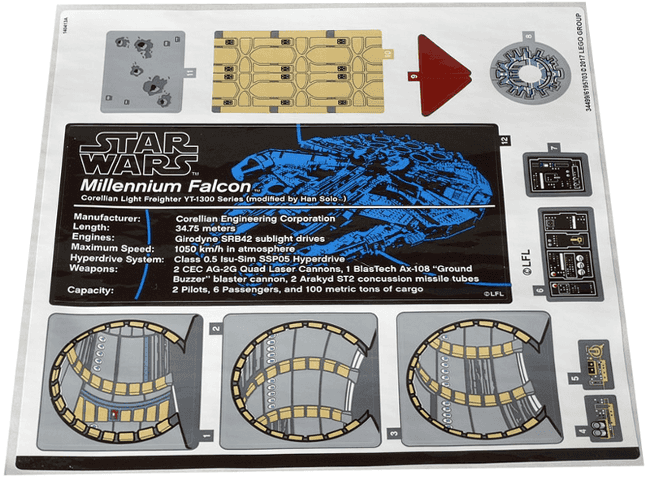 140413A
11
10
9
8
34409/6195703 © 2017 LEGO GROUP
STAR
WARS™
Millennium Falcon™
Corellian Light Freighter YT-1300 Series (modified by Han Solo™)
Manufacturer: Corellian Engineering Corporation
Length: 34.75 meters
Engines: Girodyne SRB42 sublight drives
Maximum Speed: 1050 km/h in atmosphere
Hyperdrive System: Class 0.5 Isu-Sim SSP05 Hyperdrive
Weapons: 2 CEC AG-2G Quad Laser Cannons, 1 BlasTech Ax-108 "Ground
Buzzer" blaster cannon, 2 Arakyd ST2 concussion missile tubes
Capacity: 2 Pilots, 6 Passengers, and 100 metric tons of cargo
©LFL
12
7
©LFL
6
1
2
3
5
4